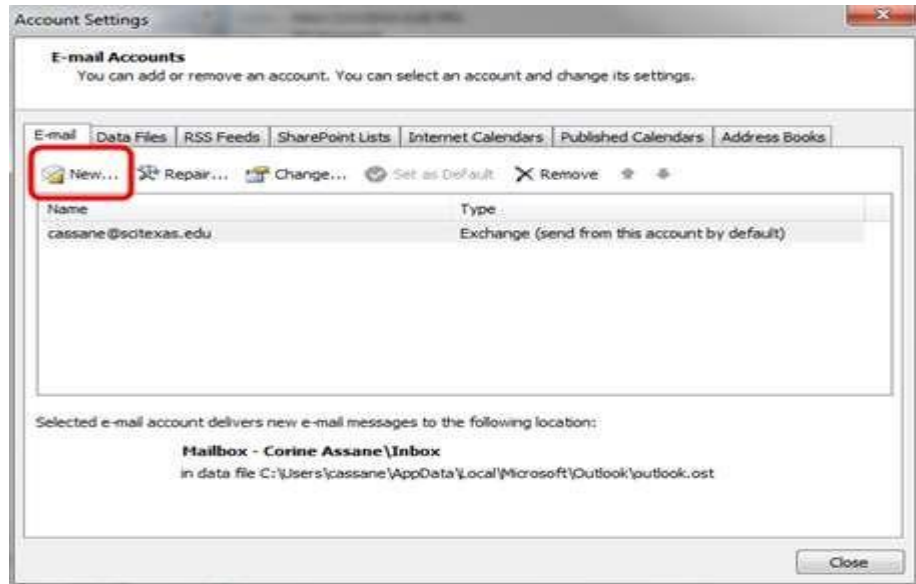 Account Settings
E-mail Accounts
You can add or remove an account. You can select an account and change its settings.
E-mail Data Files RSS Feeds SharePoint Lists Internet Calendars Published Calendars Address Books
New... Repair... Change... Set as Default Remove
Name Type
cassane@scitexas.edu Exchange (send from this account by default)
Selected e-mail account delivers new e-mail messages to the following location:
Mailbox - Corine Assane\Inbox
in data file C:\Users\cassane\AppData\Local\Microsoft\Outlook\outlook.ost
Close